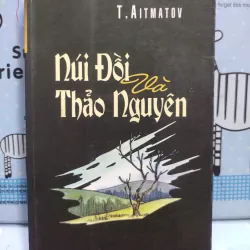 T. AITMATOV
NÚI ĐỒI
VÀ
THẢO NGUYÊN